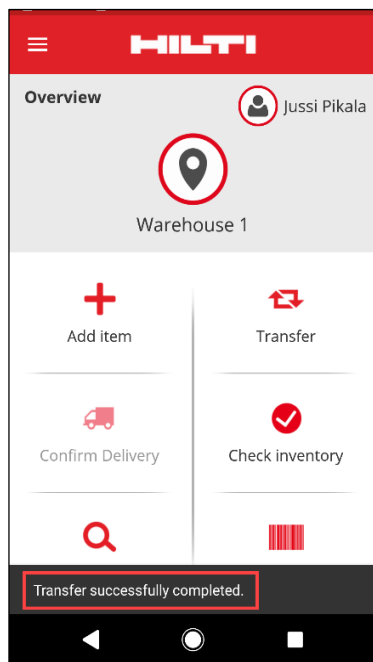 HILTI
Overview
Jussi Pikala
Warehouse 1
Add item
Transfer
Confirm Delivery
Check inventory
Transfer successfully completed.